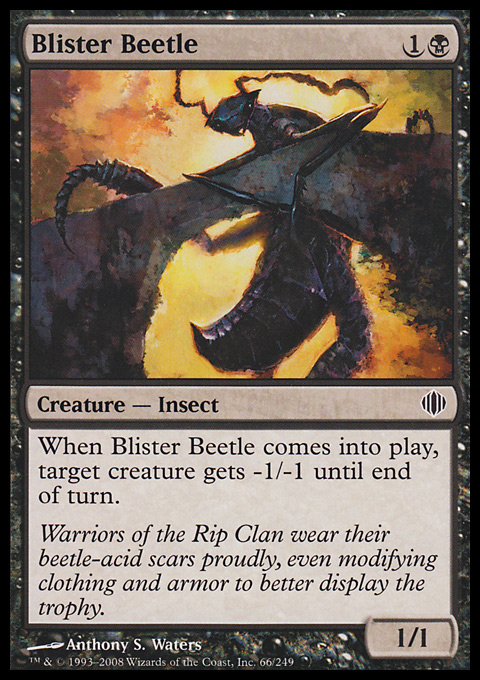 Blister Beetle 1
Creature — Insect
When Blister Beetle comes into play,
target creature gets -1/-1 until end
of turn.
Warriors of the Rip Clan wear their
beetle-acid scars proudly, even modifying
clothing and armor to better display the
trophy.
Anthony S. Waters
1/1
™ & © 1993–2008 Wizards of the Coast, Inc. 66/249